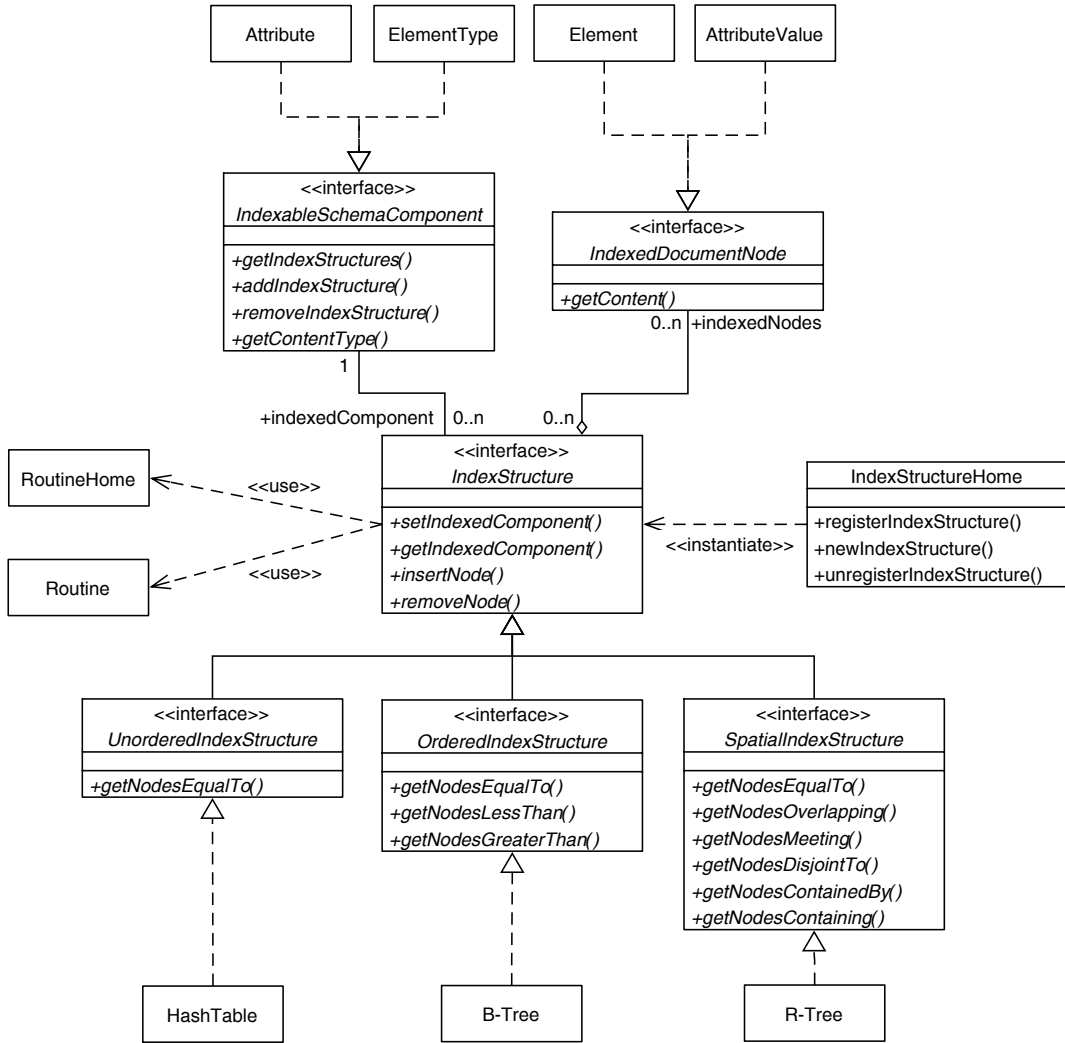 Attribute
ElementType
Element
AttributeValue
<<interface>>
IndexableSchemaComponent
+getIndexStructures()
+addIndexStructure()
+removeIndexStructure()
+getContentType()
<<interface>>
IndexedDocumentNode
+getContent()
0..n +indexedNodes
1
+indexedComponent 0..n
0..n
RoutineHome
<<use>>
Routine
<<use>>
<<interface>>
IndexStructure
+setIndexedComponent()
+getIndexedComponent()
+insertNode()
+removeNode()
<<instantiate>>
IndexStructureHome
+registerIndexStructure()
+newIndexStructure()
+unregisterIndexStructure()
<<interface>>
UnorderedIndexStructure
+getNodesEqualTo()
<<interface>>
OrderedIndexStructure
+getNodesEqualTo()
+getNodesLessThan()
+getNodesGreaterThan()
<<interface>>
SpatialIndexStructure
+getNodesEqualTo()
+getNodesOverlapping()
+getNodesMeeting()
+getNodesDisjointTo()
+getNodesContainedBy()
+getNodesContaining()
HashTable
B-Tree
R-Tree